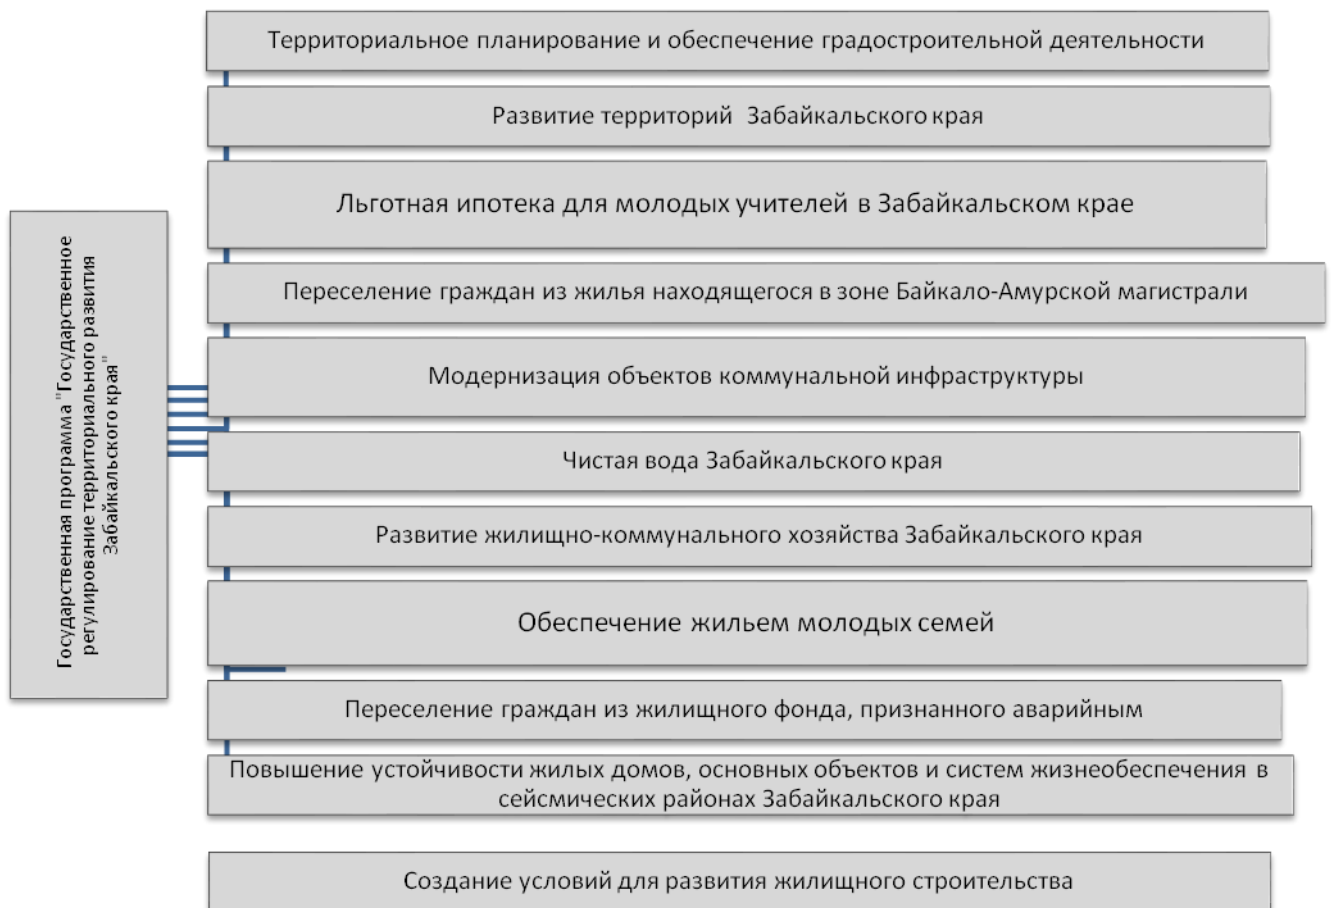 Территориальное планирование и обеспечение градостроительной деятельности
Развитие территорий Забайкальского края
Льготная ипотека для молодых учителей в Забайкальском крае
Переселение граждан из жилья находящегося в зоне Байкало-Амурской магистрали
Государственная программа "Государственное
регулирование территориального развития
Забайкальского края"
Модернизация объектов коммунальной инфраструктуры
Чистая вода Забайкальского края
Развитие жилищно-коммунального хозяйства Забайкальского края
Обеспечение жильем молодых семей
Переселение граждан из жилищного фонда, признанного аварийным
Повышение устойчивости жилых домов, основных объектов и систем жизнеобеспечения в
сейсмических районах Забайкальского края
Создание условий для развития жилищного строительства